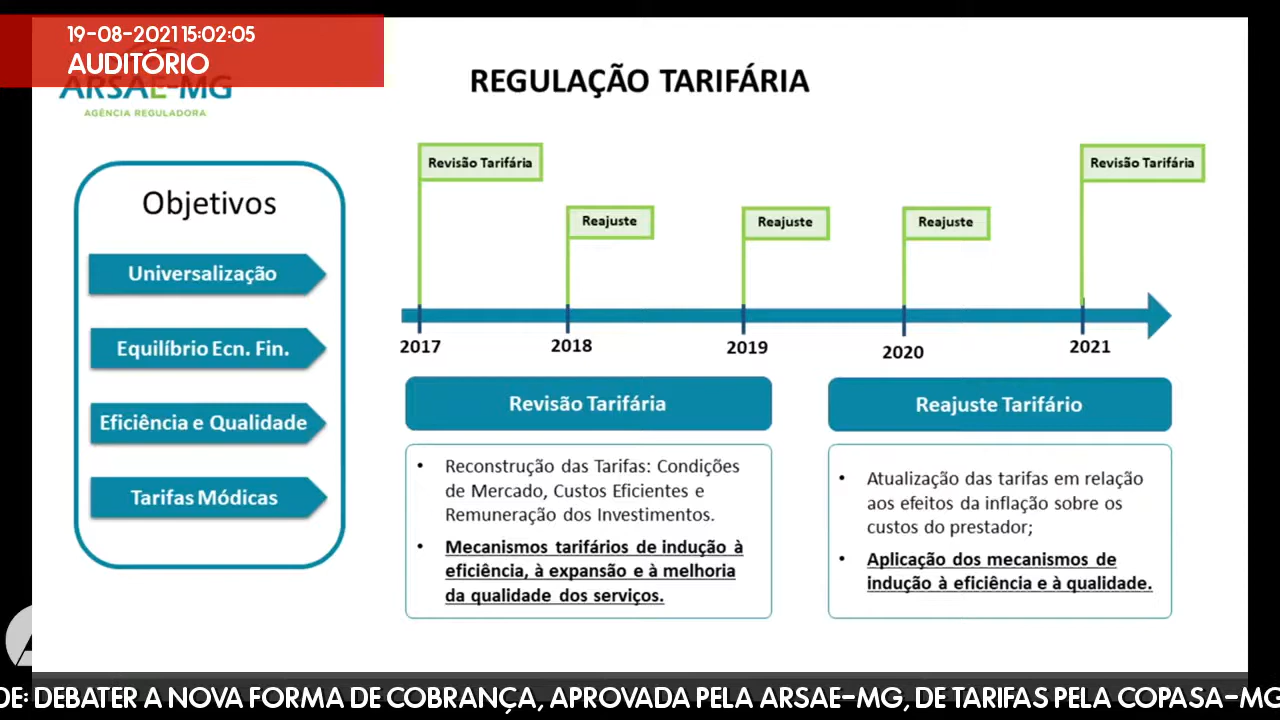 19-08-2021 15:02:05
AUDITÓRIO
ARSAE-MG
AGÊNCIA REGULADORA
REGULAÇÃO TARIFÁRIA
Objetivos
Universalização
Equilíbrio Ecn. Fin.
Eficiência e Qualidade
Tarifas Módicas
Revisão Tarifária
Reajuste
Reajuste
Reajuste
Revisão Tarifária
2017
2018
2019
2020
2021
Revisão Tarifária
• Reconstrução das Tarifas: Condições
de Mercado, Custos Eficientes e
Remuneração dos Investimentos.
• Mecanismos tarifários de indução à
eficiência, à expansão e à melhoria
da qualidade dos serviços.
Reajuste Tarifário
• Atualização das tarifas em relação
aos efeitos da inflação sobre os
custos do prestador;
• Aplicação dos mecanismos de
indução à eficiência e à qualidade.
DE: DEBATER A NOVA FORMA DE COBRANÇA, APROVADA PELA ARSAE-MG, DE TARIFAS PELA COPASA-MG